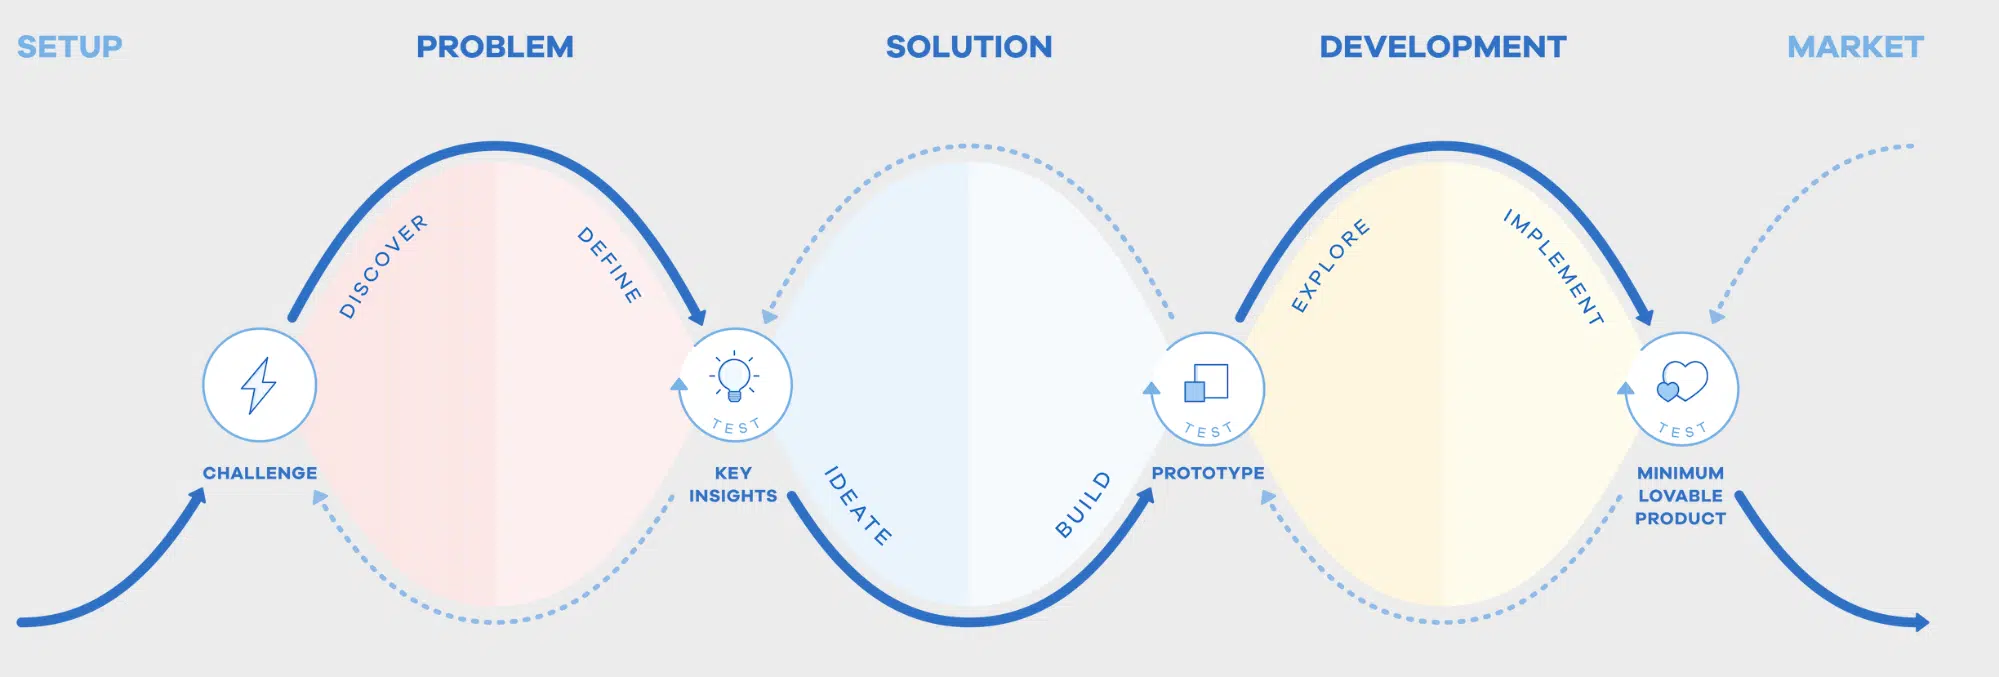 SETUP
PROBLEM
SOLUTION
DEVELOPMENT
MARKET
DISCOVER
DEFINE
EXPLORE
IMPLEMENT
TEST
TEST
TEST
CHALLENGE
KEY
INSIGHTS
IDEATE
BUILD
PROTOTYPE
MINIMUM
LOVABLE
PRODUCT